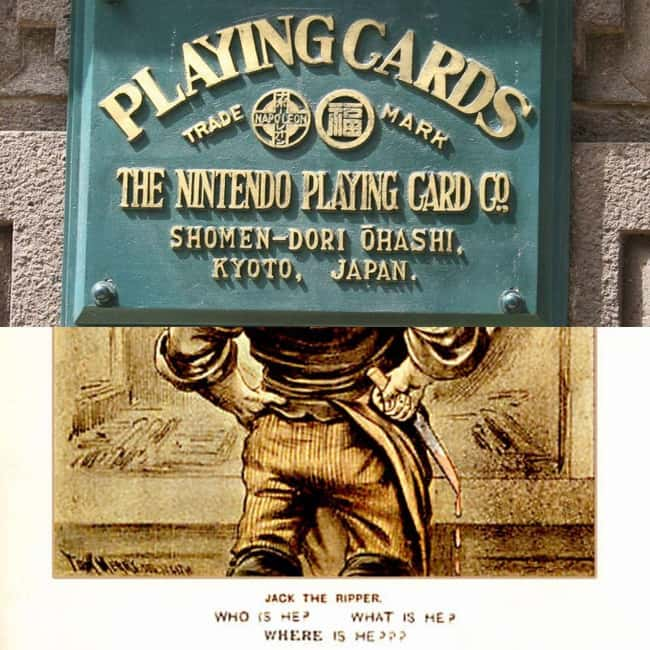 PLAYING CARDS
TRADE NAPOLEON 福 MARK
THE NINTENDO PLAYING CARD CO.,
SHOMEN-DORI ŌHASHI,
KYOTO, JAPAN.
JACK THE RIPPER.
WHO IS HE? WHAT IS HE?
WHERE IS HE???